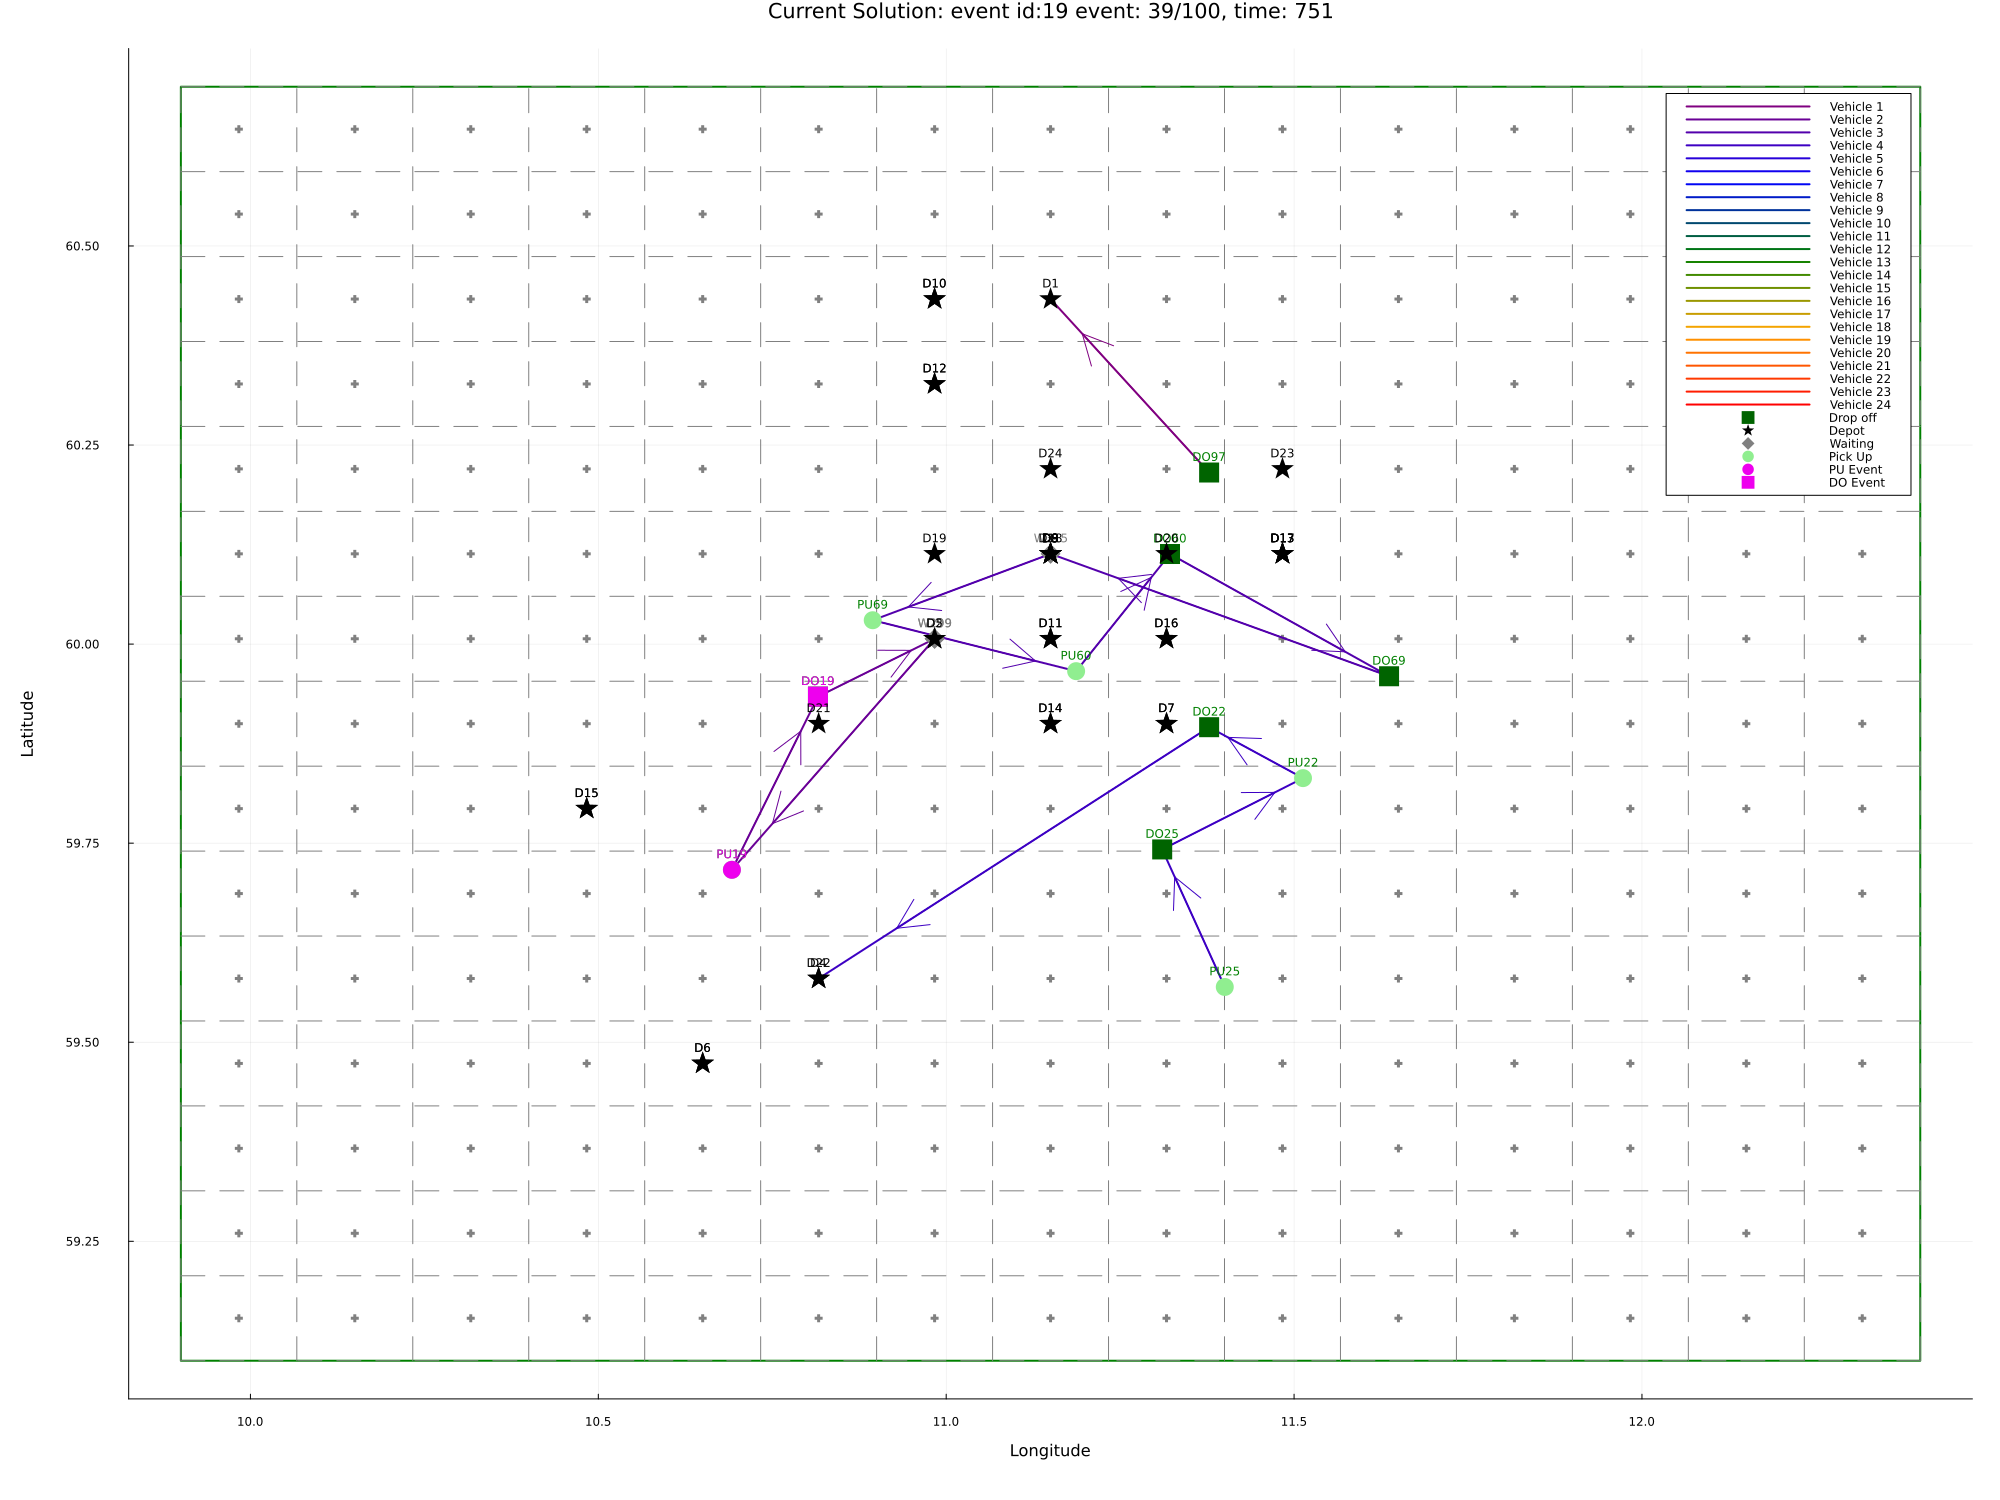 Current Solution: event id:19 event: 39/100, time: 751
Vehicle 1
Vehicle 2
Vehicle 3
Vehicle 4
Vehicle 5
Vehicle 6
Vehicle 7
Vehicle 8
Vehicle 9
Vehicle 10
Vehicle 11
Vehicle 12
Vehicle 13
Vehicle 14
Vehicle 15
Vehicle 16
Vehicle 17
Vehicle 18
Vehicle 19
Vehicle 20
Vehicle 21
Vehicle 22
Vehicle 23
Vehicle 24
Drop off
Depot
Waiting
Pick Up
PU Event
DO Event
60.50
60.25
60.00
59.75
59.50
59.25
Latitude
D10
D1
D12
D24
DO97
D23
D19
PU69
D11
D16
PU60
DO69
DO19
D21
D14
D7
DO22
PU22
D15
DO25
PU19
PU25
D6
10.0
10.5
11.0
11.5
12.0
Longitude